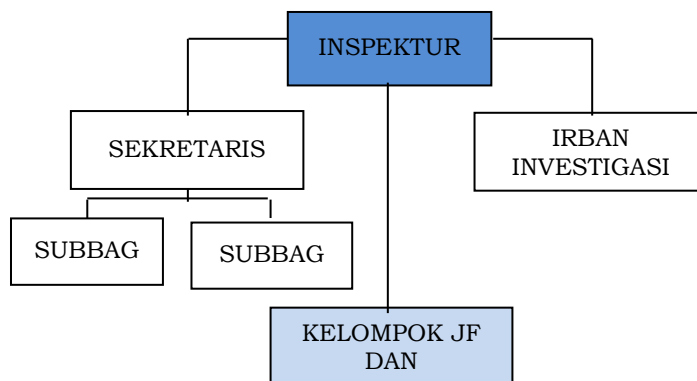 INSPEKTUR
SEKRETARIS
IRBAN
INVESTIGASI
SUBBAG
SUBBAG
KELOMPOK JF
DAN